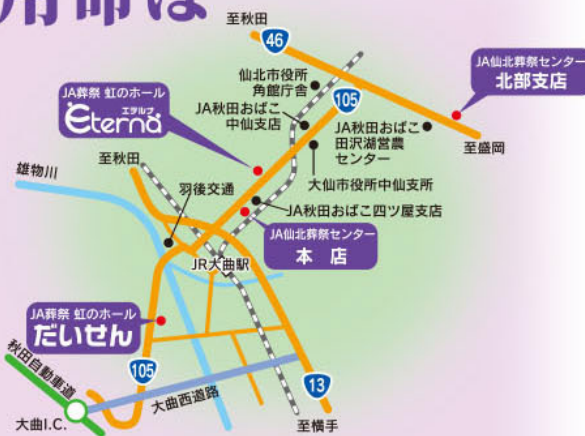 用命は
至秋田
46
仙北市役所
角館庁舎
JA仙北葬祭センター
北部支店
JA葬祭 虹のホール
エテルナ
Eterna
105
JA秋田おばこ
中仙支店
JA秋田おばこ
田沢湖営農
センター
至盛岡
至秋田
大仙市役所中仙支所
雄物川
羽後交通
JA秋田おばこ四ツ屋支店
JA仙北葬祭センター
本 店
JR大曲駅
JA葬祭 虹のホール
だいせん
秋田自動車道
105
13
大曲西道路
大曲I.C.
至横手